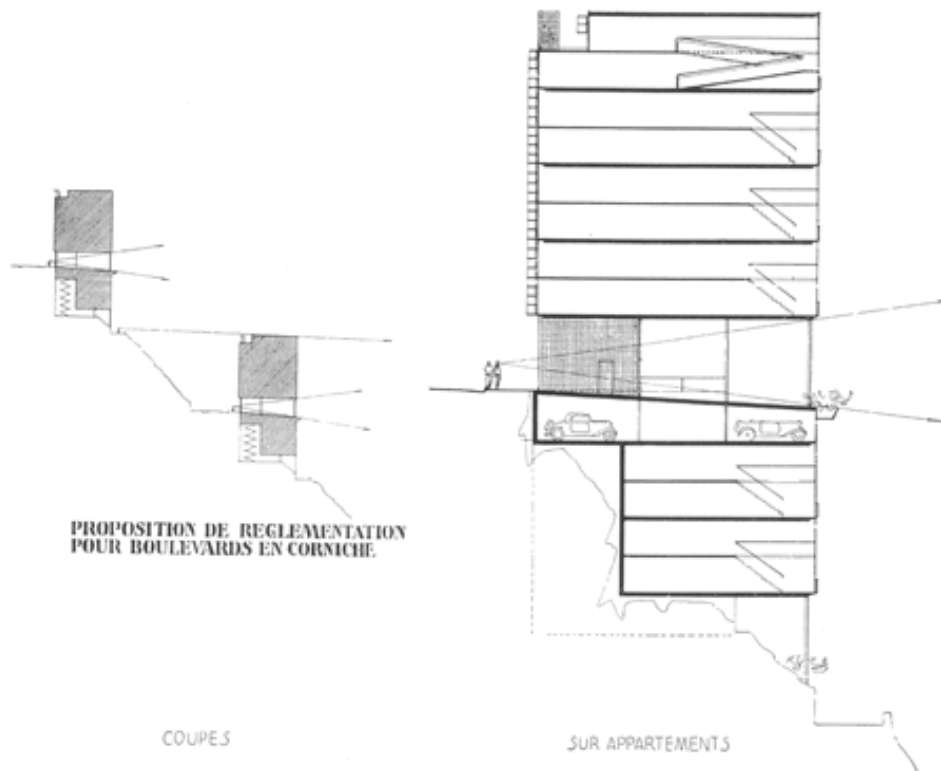 PROPOSITION DE REGLEMENTATION
POUR BOULEVARDS EN CORNICHE
COUPES
SUR APPARTEMENTS